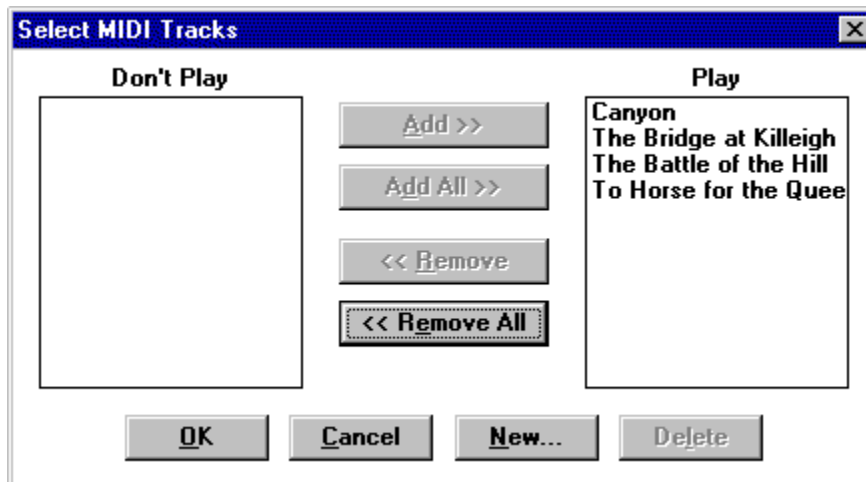 Select MIDI Tracks
Don't Play
Play
Add >>
Add All >>
<< Remove
<< Remove All
Canyon
The Bridge at Killeigh
The Battle of the Hill
To Horse for the Quee
OK
Cancel
New...
Delete